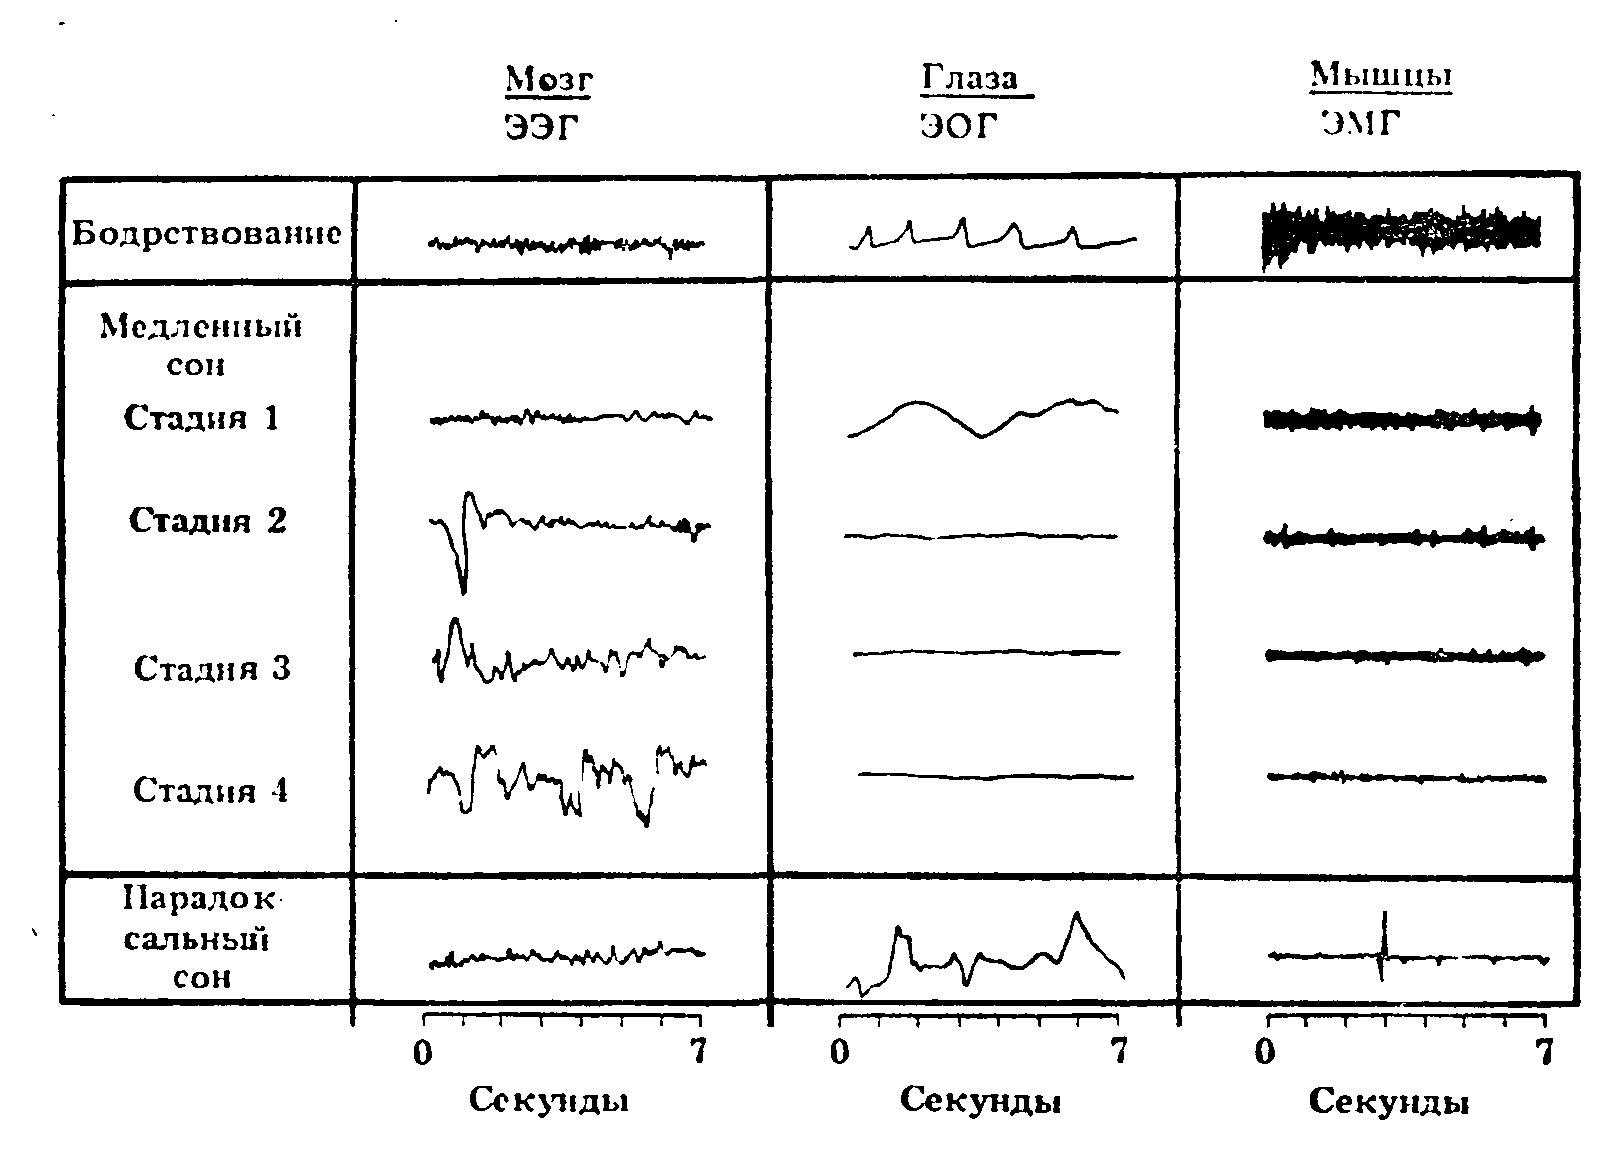 Мозг Глаза Мышцы
ЭЭГ ЭОГ ЭМГ
Бодрствование
Медленный
сон
Стадия 1
Стадия 2
Стадия 3
Стадия 4
Парадок
сальный
сон
0 7 0 7 0 7
Секунды Секунды Секунды